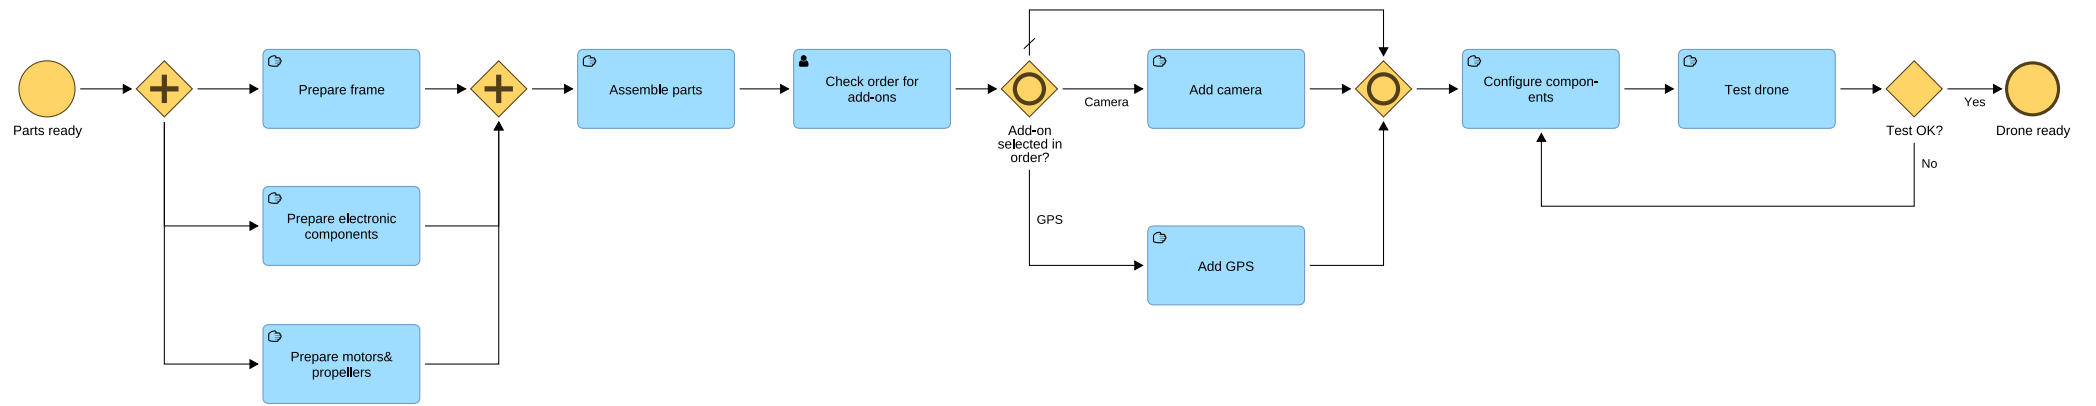 Parts ready
Prepare frame
Prepare electronic
components
Prepare motors&
propellers
Assemble parts
Check order for
add-ons
Add-on
selected in
order?
Camera
GPS
Add camera
Add GPS
Configure compon-
ents
Test drone
Test OK?
Yes
No
Drone ready